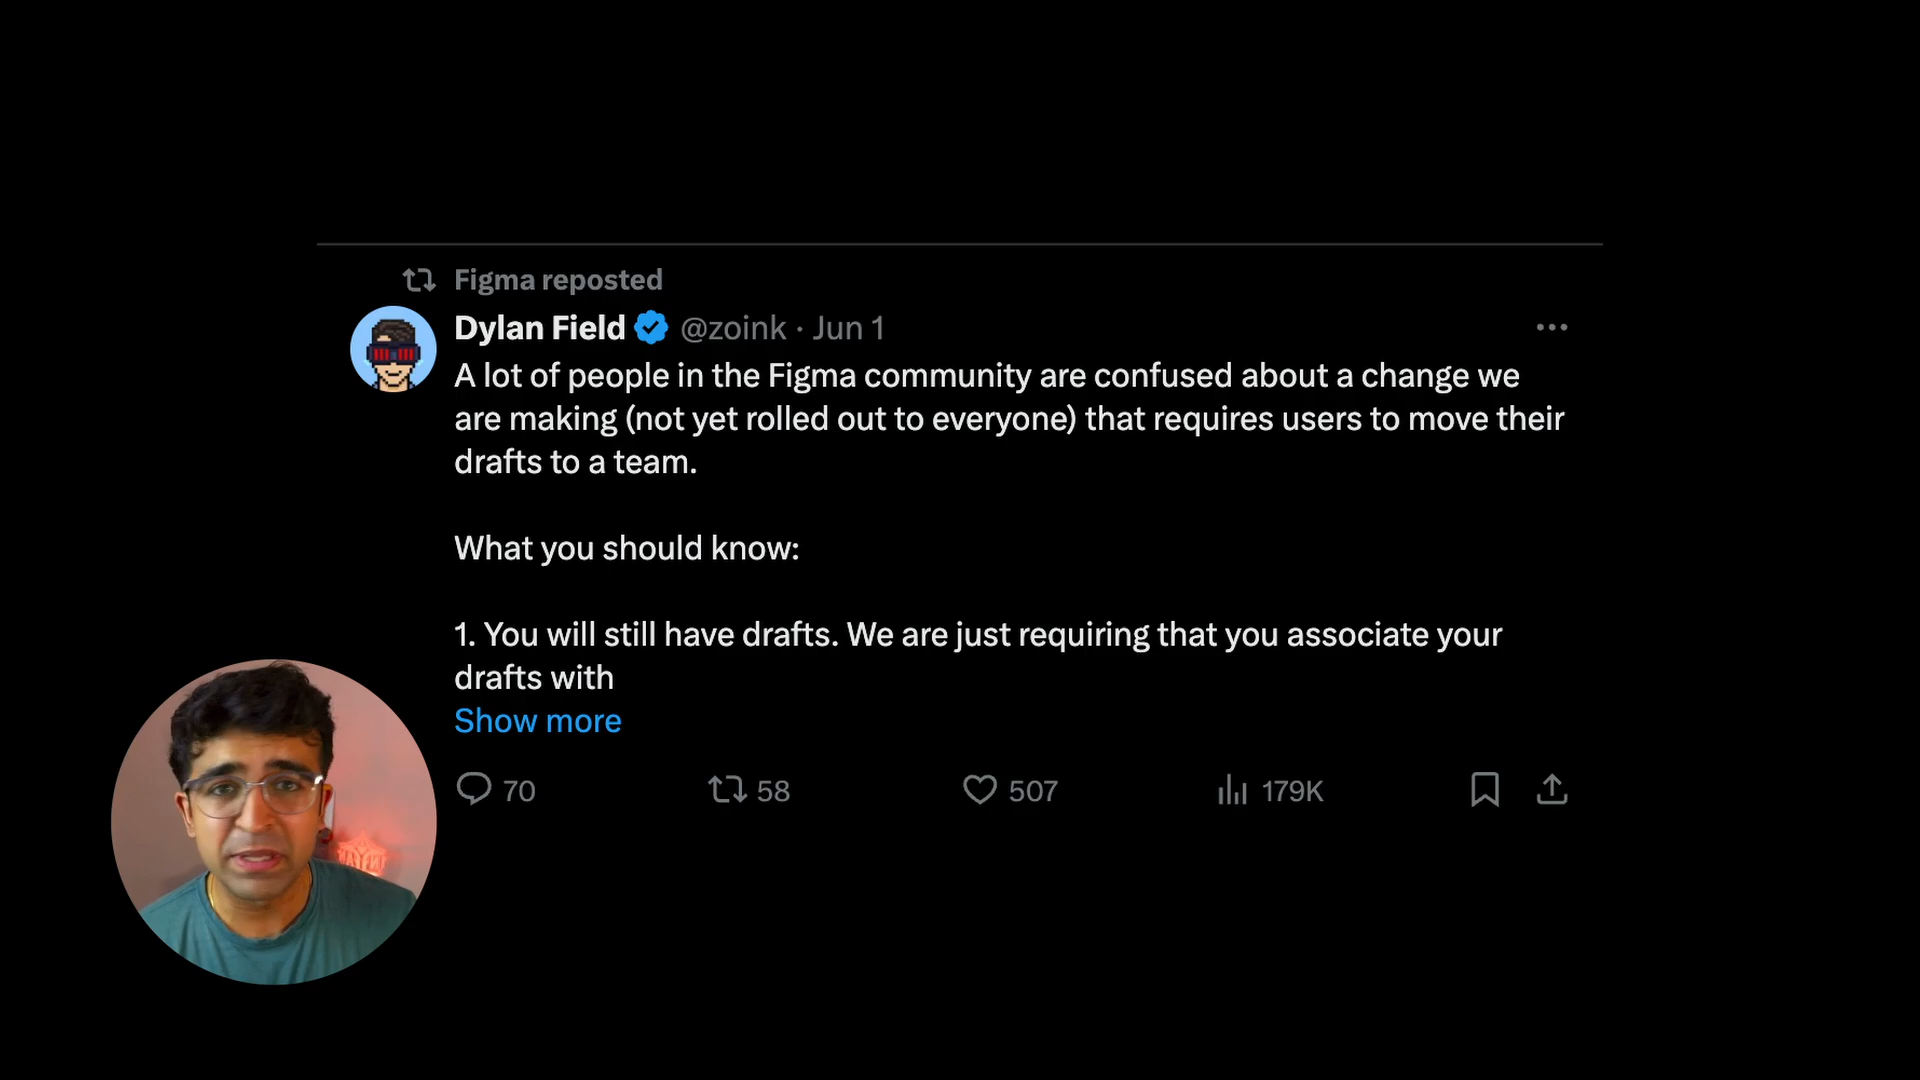 Figma reposted
Dylan Field @zoink · Jun 1
A lot of people in the Figma community are confused about a change we
are making (not yet rolled out to everyone) that requires users to move their
drafts to a team.
What you should know:
1. You will still have drafts. We are just requiring that you associate your
drafts with
Show more
70 58 507 179K